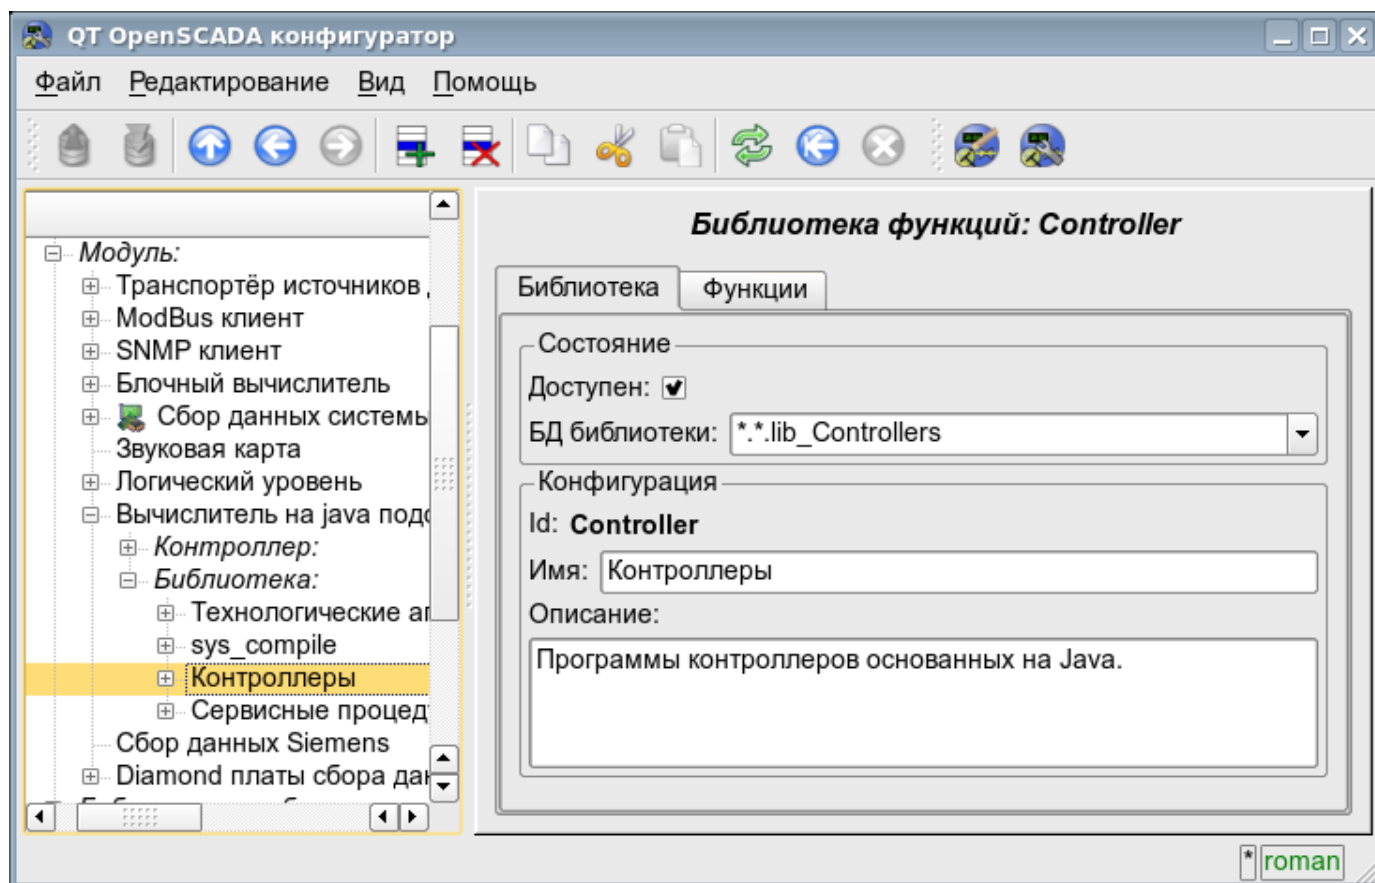 QT OpenSCADA конфигуратор
Файл Редактирование Вид Помощь
Модуль:
Транспортёр источников
ModBus клиент
SNMP клиент
Блочный вычислитель
Сбор данных системы
Звуковая карта
Логический уровень
Вычислитель на java
Контроллер:
Библиотека:
Технологические
sys_compile
Контроллеры
Сервисные
Сбор данных Siemens
Diamond платы сбора
Библиотека функций: Controller
Библиотека Функции
Состояние
Доступен:
БД библиотеки: *.*.lib_Controllers
Конфигурация
Id: Controller
Имя: Контроллеры
Описание:
Программы контроллеров основанных на Java.
* roman